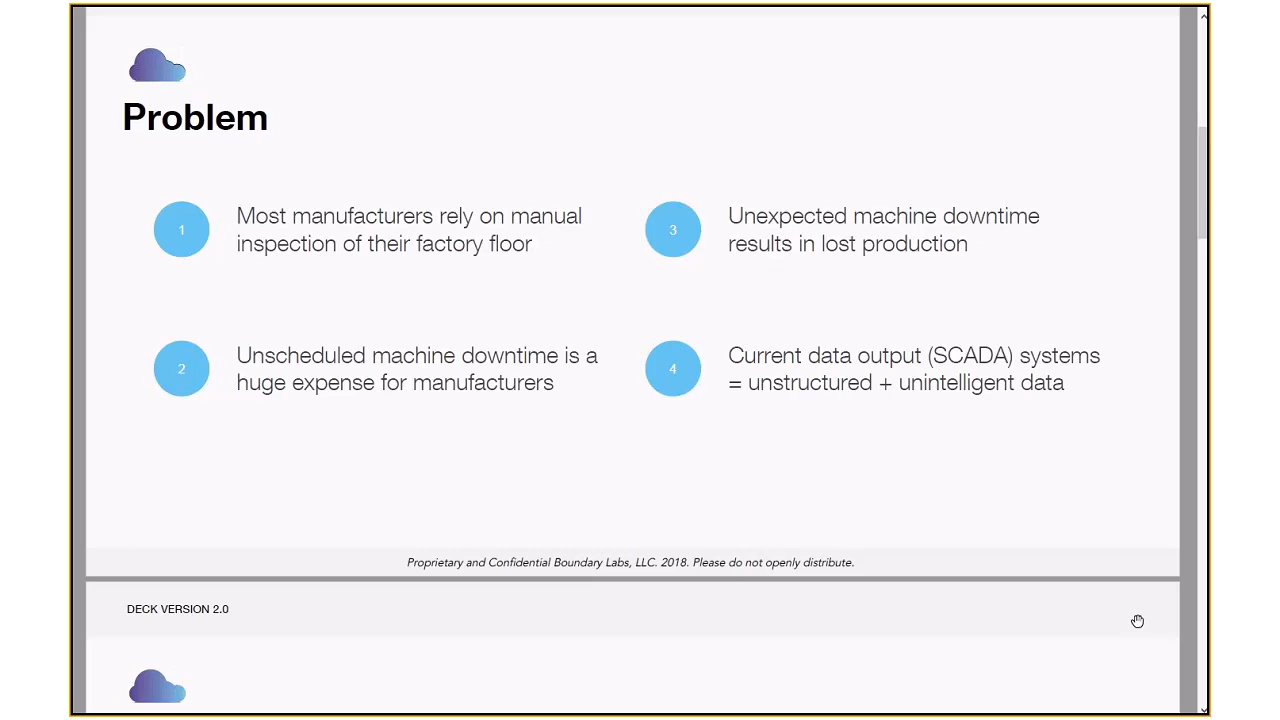 Problem
1
Most manufacturers rely on manual
inspection of their factory floor
2
Unscheduled machine downtime is a
huge expense for manufacturers
3
Unexpected machine downtime
results in lost production
4
Current data output (SCADA) systems
= unstructured + unintelligent data
Proprietary and Confidential Boundary Labs, LLC. 2018. Please do not openly distribute.
DECK VERSION 2.0